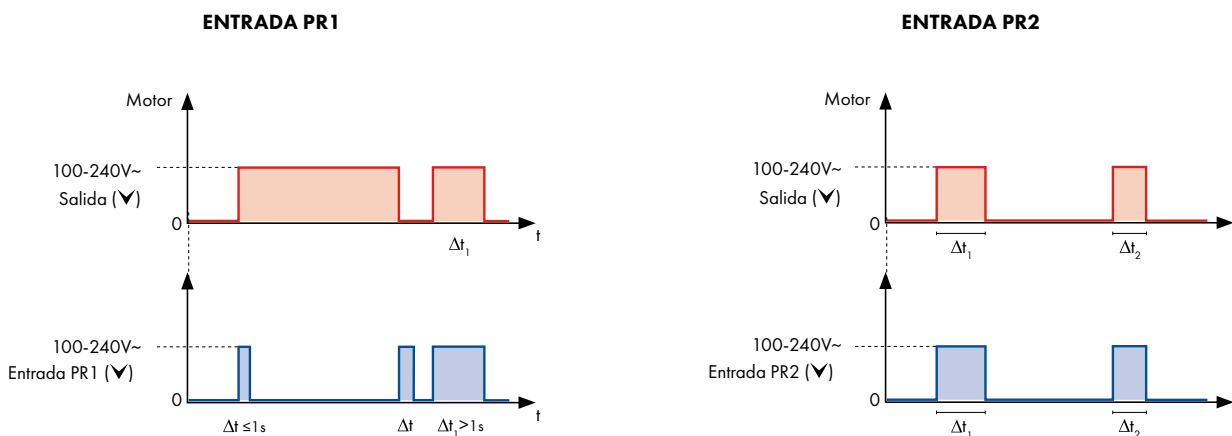 ENTRADA PR1
Motor
100-240V~
Salida (⮟)
0
t
Δt₁
100-240V~
Entrada PR1 (⮟)
0
t
Δt ≤1s
Δt
Δt₁>1s
ENTRADA PR2
Motor
100-240V~
Salida (⮟)
0
Δt₁
Δt₂
100-240V~
Entrada PR2 (⮟)
0
Δt₁
Δt₂